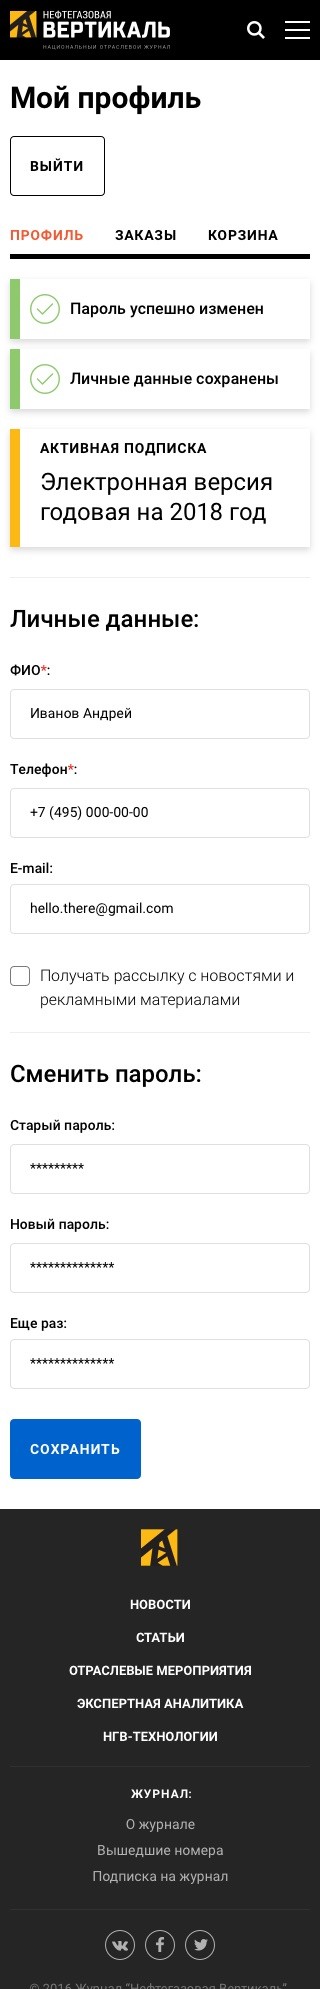 НЕФТЕГАЗОВАЯ
ВЕРТИКАЛЬ
НАЦИОНАЛЬНЫЙ ОТРАСЛЕВОЙ ЖУРНАЛ
Мой профиль
ВЫЙТИ
ПРОФИЛЬ ЗАКАЗЫ КОРЗИНА
Пароль успешно изменен
Личные данные сохранены
АКТИВНАЯ ПОДПИСКА
Электронная версия
годовая на 2018 год
Личные данные:
ФИО*:
Иванов Андрей
Телефон*:
+7 (495) 000-00-00
E-mail:
hello.there@gmail.com
Получать рассылку с новостями и
рекламными материалами
Сменить пароль:
Старый пароль:
*********
Новый пароль:
**************
Еще раз:
**************
СОХРАНИТЬ
НОВОСТИ
СТАТЬИ
ОТРАСЛЕВЫЕ МЕРОПРИЯТИЯ
ЭКСПЕРТНАЯ АНАЛИТИКА
НГВ-ТЕХНОЛОГИИ
ЖУРНАЛ:
О журнале
Вышедшие номера
Подписка на журнал
© 2016 Журнал "Нефтегазовая Вертикаль"